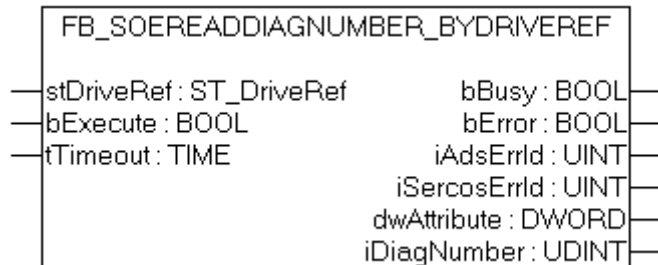 FB_SOEREADDIAGNUMBER_BYDRIVEREF
stDriveRef : ST_DriveRef bBusy : BOOL
bExecute : BOOL bError : BOOL
tTimeout : TIME iAdsErrId : UINT
iSercosErrId : UINT
dwAttribute : DWORD
iDiagNumber : UDINT